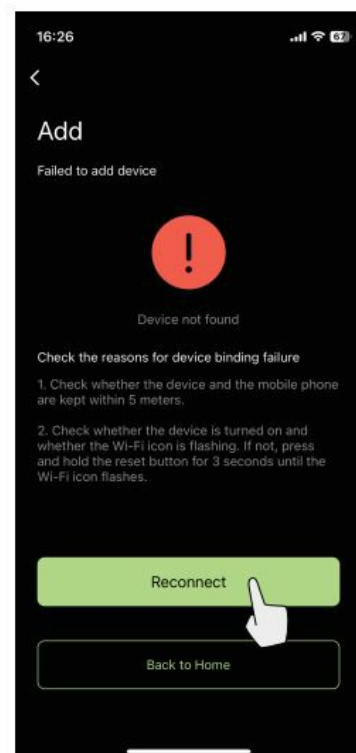 16:26
67
Add
Failed to add device
!
Device not found
Check the reasons for device binding failure
1. Check whether the device and the mobile phone
are kept within 5 meters.
2. Check whether the device is turned on and
whether the Wi-Fi icon is flashing. If not, press
and hold the reset button for 3 seconds until the
Wi-Fi icon flashes.
Reconnect
Back to Home